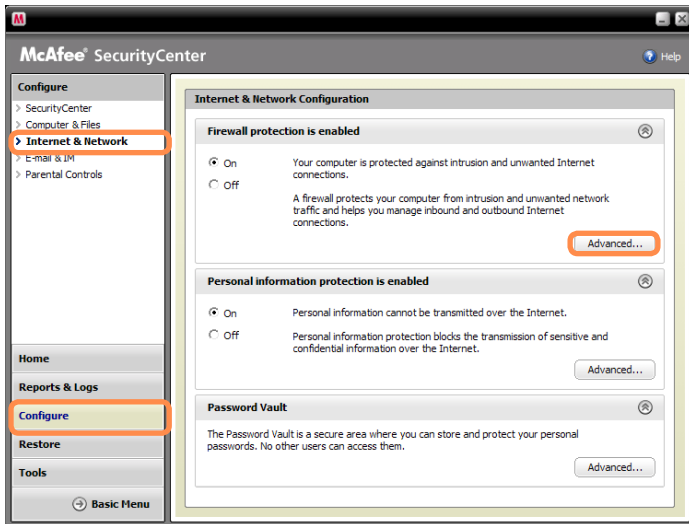 M
McAfee® SecurityCenter
? Help
Configure
> SecurityCenter
> Computer & Files
> Internet & Network
> E-mail & IM
> Parental Controls
Home
Reports & Logs
Configure
Restore
Tools
Basic Menu
Internet & Network Configuration
Firewall protection is enabled
On
Off
Your computer is protected against intrusion and unwanted Internet
connections.
A firewall protects your computer from intrusion and unwanted network
traffic and helps you manage inbound and outbound Internet
connections.
Advanced...
Personal information protection is enabled
On
Off
Personal information cannot be transmitted over the Internet.
Personal information protection blocks the transmission of sensitive and
confidential information over the Internet.
Advanced...
Password Vault
The Password Vault is a secure area where you can store and protect your personal
passwords. No other users can access them.
Advanced...